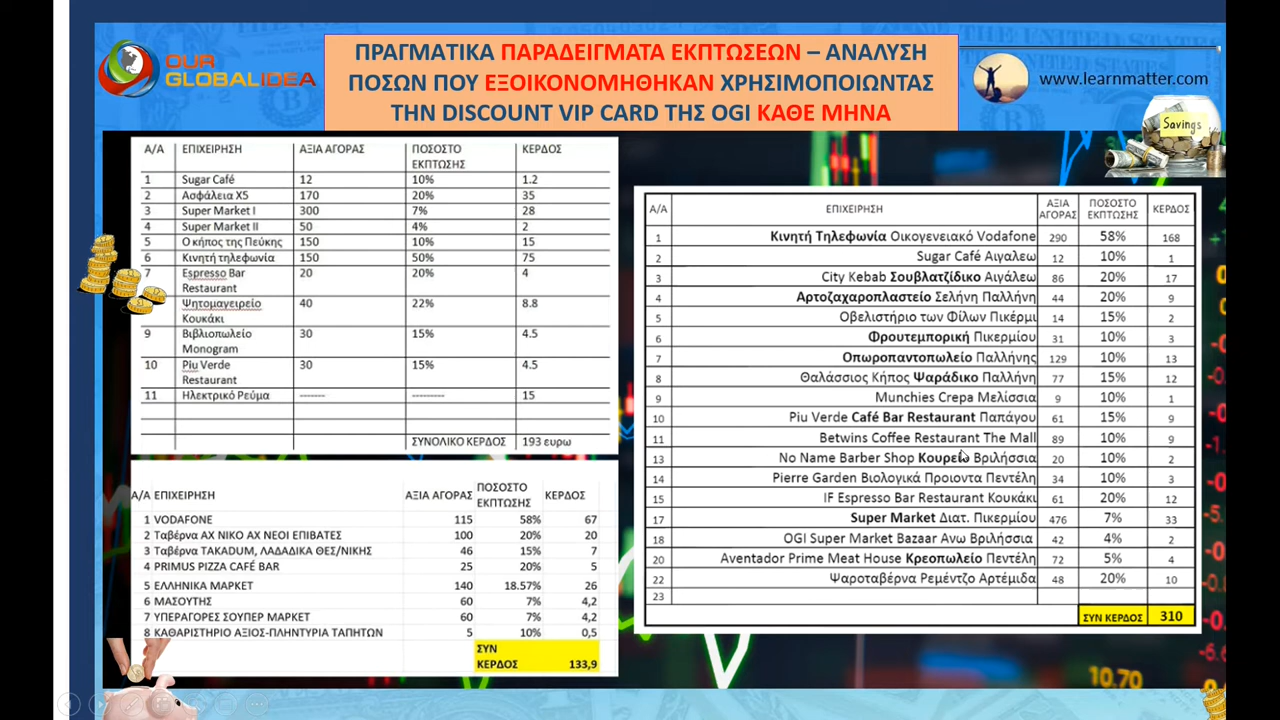 OUR
GLOBALIDEA
ΠΡΑΓΜΑΤΙΚΑ ΠΑΡΑΔΕΙΓΜΑΤΑ ΕΚΠΤΩΣΕΩΝ – ΑΝΑΛΥΣΗ
ΠΟΣΩΝ ΠΟΥ ΕΞΟΙΚΟΝΟΜΗΘΗΚΑΝ ΧΡΗΣΙΜΟΠΟΙΩΝΤΑΣ
ΤΗΝ DISCOUNT VIP CARD ΤΗΣ OGI ΚΑΘΕ ΜΗΝΑ
www.learnmatter.com
Savings
Α/Α ΕΠΙΧΕΙΡΗΣΗ ΑΞΙΑ ΑΓΟΡΑΣ ΠΟΣΟΣΤΟ ΚΕΡΔΟΣ
ΕΚΠΤΩΣΗΣ
1 Sugar Café 12 10% 1.2
2 Ασφάλεια Χ5 170 20% 35
3 Super Market I 300 7% 28
4 Super Market II 50 4% 2
5 Ο κήπος της Πεύκης 150 10% 15
6 Κινητή τηλεφωνία 150 50% 75
7 Espresso Bar 20 20% 4
Restaurant
Ψητομαγειρείο 40 22% 8.8
Κουκάκι
9 Βιβλιοπωλείο 30 15% 4.5
Monogram
10 Piu Verde 30 15% 4.5
Restaurant
11 Ηλεκτρικό Ρεύμα ------- --------- 15
ΣΥΝΟΛΙΚΟ ΚΕΡΔΟΣ 193 ευρω
Α/Α ΕΠΙΧΕΙΡΗΣΗ ΑΞΙΑ ΑΓΟΡΑΣ ΠΟΣΟΣΤΟ ΕΚΠΤΩΣΗΣ ΚΕΡΔΟΣ
1 VODAFONE 115 58% 67
2 Ταβέρνα ΑΧ ΝΙΚΟ ΑΧ ΝΕΟΙ ΕΠΙΒΑΤΕΣ 100 20% 20
3 Ταβέρνα TAKADUM, ΛΑΔΑΔΙΚΑ ΘΕΣ/ΝΙΚΗΣ 46 15% 7
4 PRIMUS PIZZA CAFÉ BAR 25 20% 5
5 ΕΛΛΗΝΙΚΑ ΜΑΡΚΕΤ 140 18.57% 26
6 ΜΑΣΟΥΤΗΣ 60 7% 4,2
7 ΥΠΕΡΑΓΟΡΕΣ ΣΟΥΠΕΡ ΜΑΡΚΕΤ 60 7% 4,2
8 ΚΑΘΑΡΙΣΤΗΡΙΟ ΑΞΙΟΣ-ΠΛΗΝΤΥΡΙΑ ΤΑΠΗΤΩΝ 5 10% 0,5
ΣΥΝ
ΚΕΡΔΟΣ 133,9
Α/Α ΕΠΙΧΕΙΡΗΣΗ ΑΞΙΑ ΑΓΟΡΑΣ ΠΟΣΟΣΤΟ ΕΚΠΤΩΣΗΣ ΚΕΡΔΟΣ
1 Κινητή Τηλεφωνία Οικογενειακό Vodafone 290 58% 168
2 Sugar Café Αιγαλεω 12 10% 1
3 City Kebab Σουβλατζίδικο Αιγάλεω 86 20% 17
4 Αρτοζαχαροπλαστείο Σελήνη Παλλήνη 44 20% 9
5 Οβελιστήριο των Φίλων Πικέρμι 14 15% 2
6 Φρουτεμπορική Πικερμίου 31 10% 3
7 Οπωροπαντοπωλείο Παλλήνης 129 10% 13
8 Θαλάσσιος Κήπος Ψαράδικο Παλλήνη 77 15% 12
9 Munchies Crepa Μελίσσια 9 10% 1
10 Piu Verde Café Bar Restaurant Παπάγου 61 15% 9
11 Betwins Coffee Restaurant The Mall 89 10% 9
13 No Name Barber Shop Κουρείο Βριλήσσια 20 10% 2
14 Pierre Garden Βιολογικά Προιοντα Πεντέλη 34 10% 3
15 IF Espresso Bar Restaurant Κουκάκι 61 20% 12
17 Super Market Διατ. Πικερμίου 476 7% 33
18 OGI Super Market Bazaar Ανω Βριλήσσια 42 4% 2
20 Aventador Prime Meat House Κρεοπωλείο Πεντέλη 72 5% 4
22 Ψαροταβέρνα Ρεμέντζο Αρτέμιδα 48 20% 10
23
ΣΥΝ ΚΕΡΔΟΣ 310
10.70